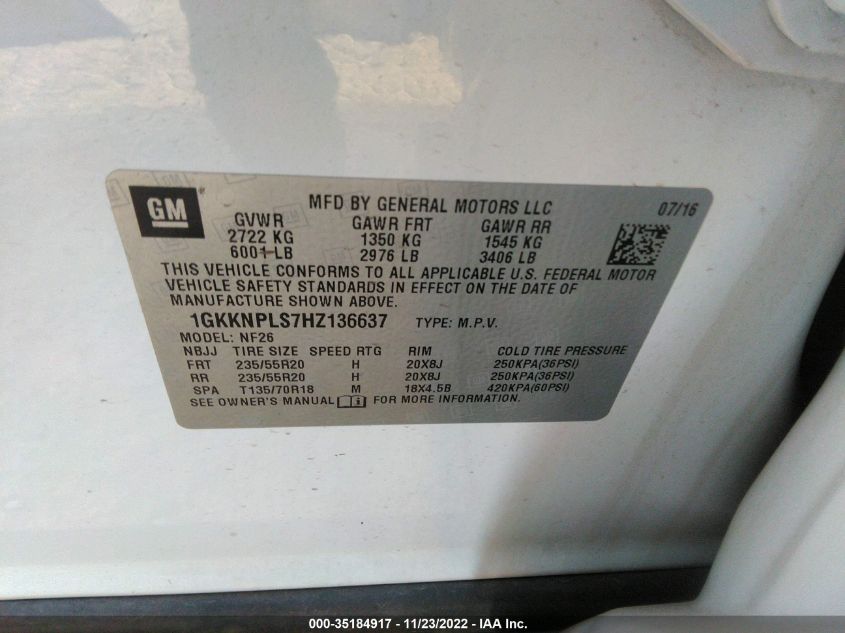 GM
MFD BY GENERAL MOTORS LLC 07/16
GVWR GAWR FRT GAWR RR
2722 KG 1350 KG 1545 KG
6001 LB 2976 LB 3406 LB
THIS VEHICLE CONFORMS TO ALL APPLICABLE U.S. FEDERAL MOTOR
VEHICLE SAFETY STANDARDS IN EFFECT ON THE DATE OF
MANUFACTURE SHOWN ABOVE.
1GKKNPLS7HZ136637 TYPE: M.P.V.
MODEL: NF26
NBJJ TIRE SIZE SPEED RTG RIM COLD TIRE PRESSURE
FRT 235/55R20 H 20X8J 250KPA(36PSI)
RR 235/55R20 H 20X8J 250KPA(36PSI)
SPA T135/70R18 M 18X4.5B 420KPA(60PSI)
SEE OWNER'S MANUAL i FOR MORE INFORMATION.
000-35184917 - 11/23/2022 - IAA Inc.